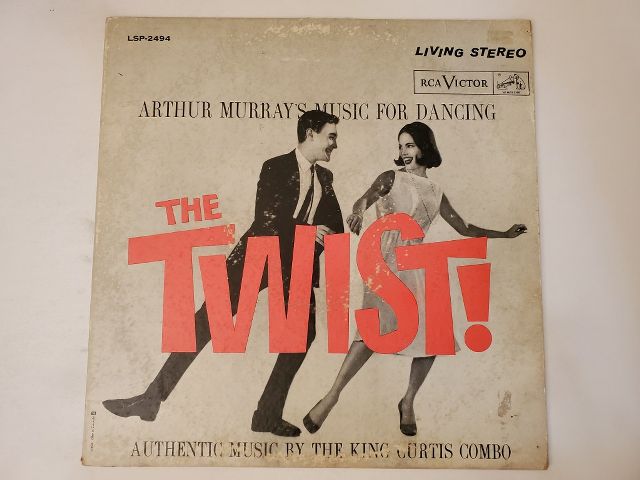 LSP-2494
LIVING STEREO
RCA VICTOR
ARTHUR MURRAY'S MUSIC FOR DANCING
THE
TWIST!
AUTHENTIC MUSIC BY THE KING CURTIS COMBO